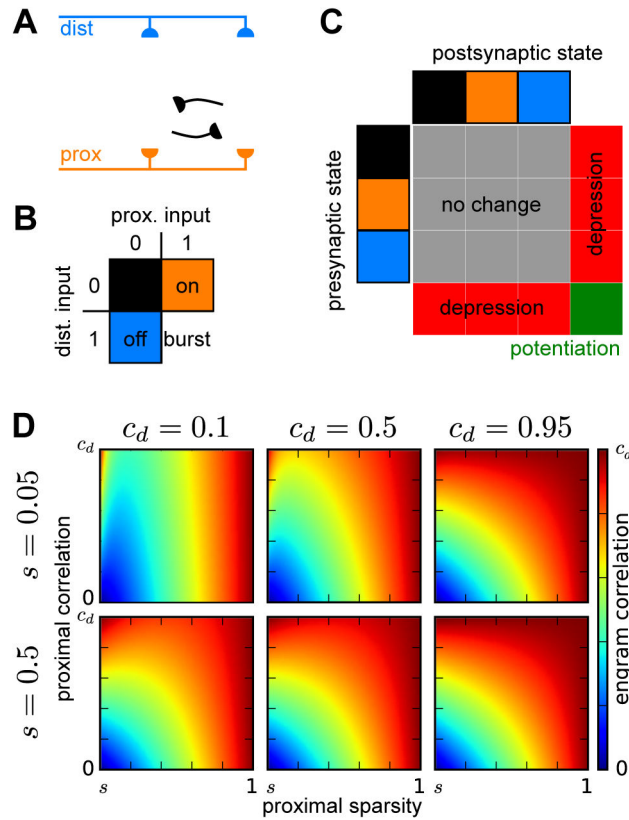 A
dist
prox
B
prox. input
0 1
dist. input
0
on
1
off burst
C
postsynaptic state
presynaptic state
no change
depression
depression
potentiation
D
c_d = 0.1
c_d = 0.5
c_d = 0.95
s = 0.05
s = 0.5
proximal correlation
c_d
0
c_d
0
s 1
s 1
s 1
proximal sparsity
c_d
engram correlation
0